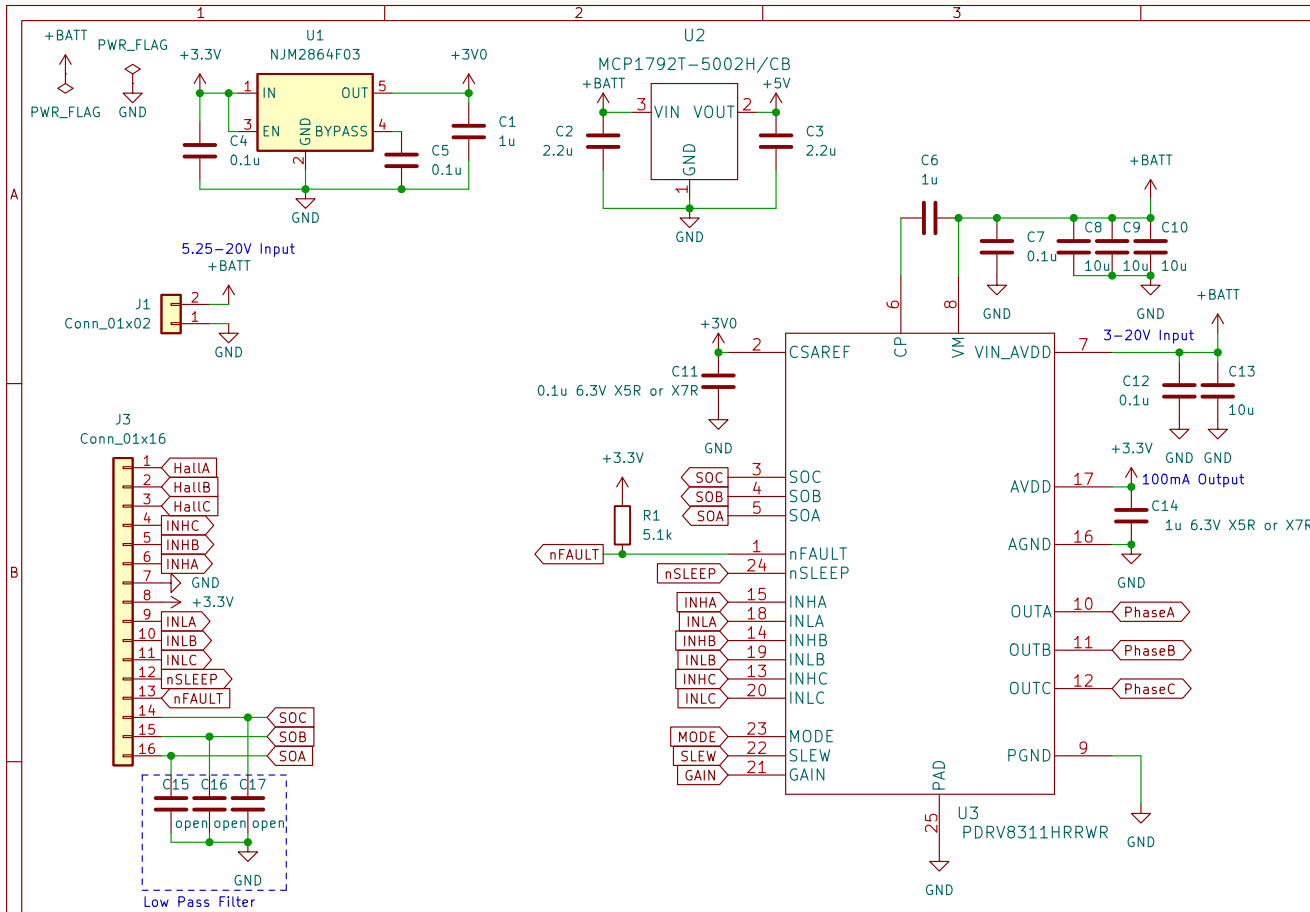 1
2
3
A
B
+BATT
PWR_FLAG
PWR_FLAG
GND
U1
NJM2864F03
+3.3V
+3V0
1
IN
OUT
5
3
EN
GND
BYPASS
4
2
C4
0.1u
C5
0.1u
C1
1u
GND
U2
MCP1792T-5002H/CB
+BATT
+5V
3
VIN
VOUT
2
GND
1
C2
2.2u
C3
2.2u
GND
5.25-20V Input
+BATT
J1
Conn_01x02
2
1
GND
C6
1u
+BATT
C7
0.1u
C8
10u
C9
10u
C10
10u
GND
GND
+BATT
3-20V Input
6
8
CP
VM
+3V0
2
CSAREF
VIN_AVDD
7
C11
0.1u 6.3V X5R or X7R
GND
C12
0.1u
C13
10u
GND
GND
+3.3V
100mA Output
AVDD
17
C14
1u 6.3V X5R or X7R
AGND
16
GND
SOC
3
SOC
SOB
4
SOB
SOA
5
SOA
+3.3V
R1
5.1k
nFAULT
1
nFAULT
nSLEEP
24
nSLEEP
INHA
15
INHA
INLA
18
INLA
INHB
14
INHB
INLB
19
INLB
INHC
13
INHC
INLC
20
INLC
MODE
23
MODE
SLEW
22
SLEW
GAIN
21
GAIN
OUTA
10
PhaseA
OUTB
11
PhaseB
OUTC
12
PhaseC
PGND
9
GND
PAD
25
GND
U3
PDRV8311HRRWR
J3
Conn_01x16
1
HallA
2
HallB
3
HallC
4
INHC
5
INHB
6
INHA
7
GND
8
+3.3V
9
INLA
10
INLB
11
INLC
12
nSLEEP
13
nFAULT
14
SOC
15
SOB
16
SOA
C15
C16
C17
open
open
open
GND
Low Pass Filter